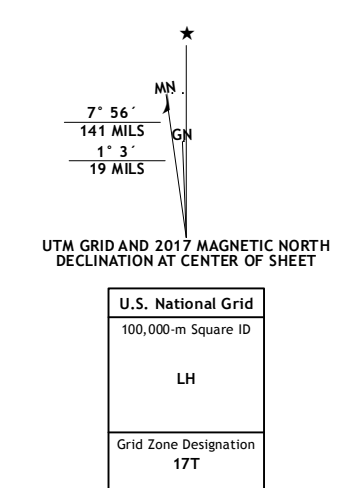 ★
MN
7° 56´
141 MILS
GN
1° 3´
19 MILS
UTM GRID AND 2017 MAGNETIC NORTH
DECLINATION AT CENTER OF SHEET
U.S. National Grid
100,000-m Square ID
LH
Grid Zone Designation
17T